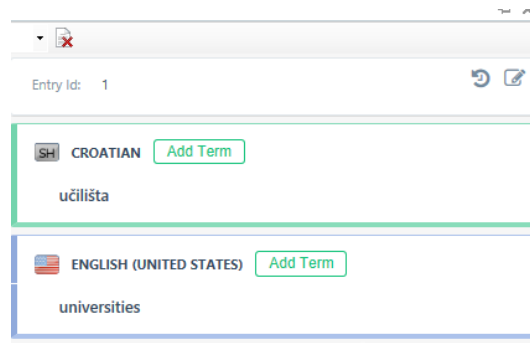 Entry Id: 1
SH CROATIAN Add Term
učilišta
ENGLISH (UNITED STATES) Add Term
universities